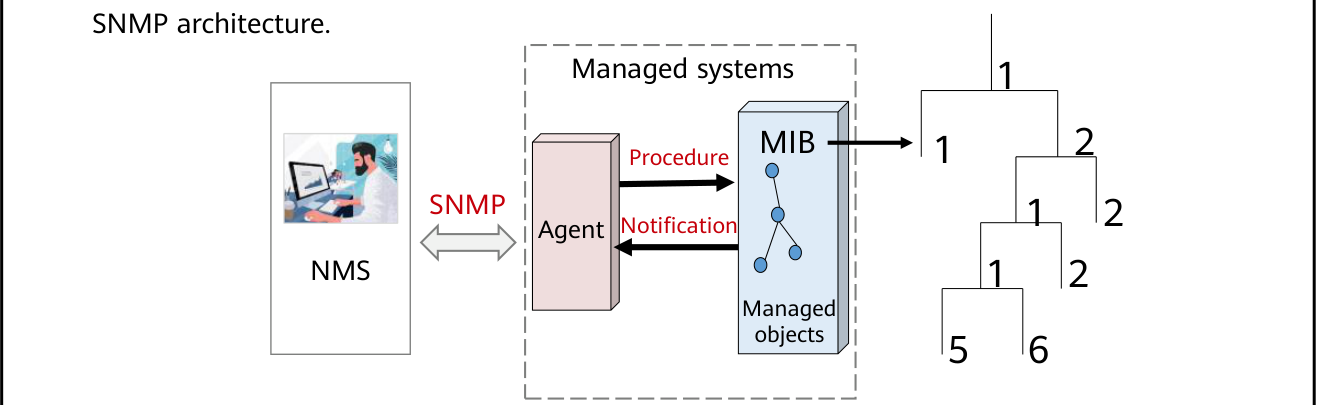 SNMP architecture.
NMS
SNMP
Managed systems
Agent
Procedure
Notification
MIB
Managed
objects
1
1
2
1
2
1
2
5
6